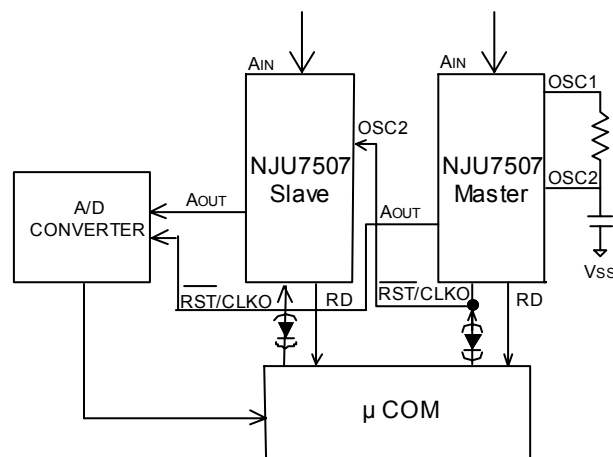 AIN
AIN
OSC1
OSC2
NJU7507
Slave
NJU7507
Master
OSC2
A/D
CONVERTER
AOUT
AOUT
VSS
RST/CLKO
RD
RST/CLKO
RD
µ COM